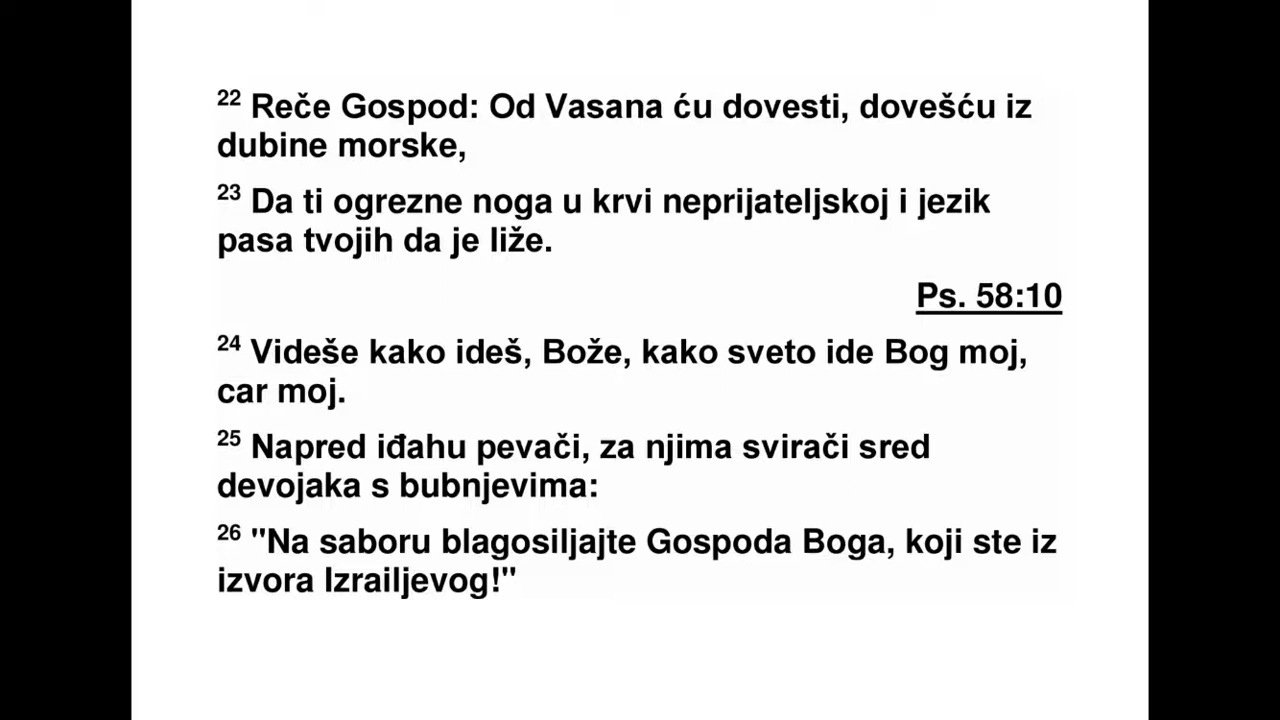 22 Reče Gospod: Od Vasana ću dovesti, dovešću iz
dubine morske,
23 Da ti ogrezne noga u krvi neprijateljskoj i jezik
pasa tvojih da je liže.
Ps. 58:10
24 Videše kako ideš, Bože, kako sveto ide Bog moj,
car moj.
25 Napred iđahu pevači, za njima svirači sred
devojaka s bubnjevima:
26 "Na saboru blagosiljajte Gospoda Boga, koji ste iz
izvora Izrailjevog!"